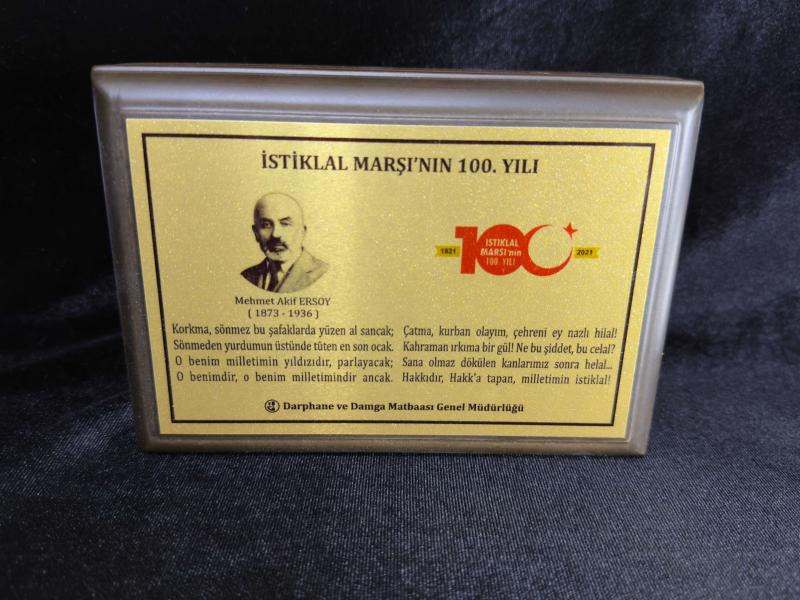 İSTİKLAL MARŞI'NIN 100. YILI
1821
100
İSTİKLAL
MARŞI'nın
100. YILI
2021
Mehmet Akif ERSOY
( 1873 - 1936 )
Korkma, sönmez bu şafaklarda yüzen al sancak;
Sönmeden yurdumun üstünde tüten en son ocak.
O benim milletimin yıldızıdır, parlayacak;
O benimdir, o benim milletimindir ancak.
Çatma, kurban olayım, çehreni ey nazlı hilal!
Kahraman ırkıma bir gül! Ne bu şiddet, bu celal?
Sana olmaz dökülen kanlarımız sonra helal...
Hakkıdır, Hakk'a tapan, milletimin istiklal!
Darphane ve Damga Matbaası Genel Müdürlüğü